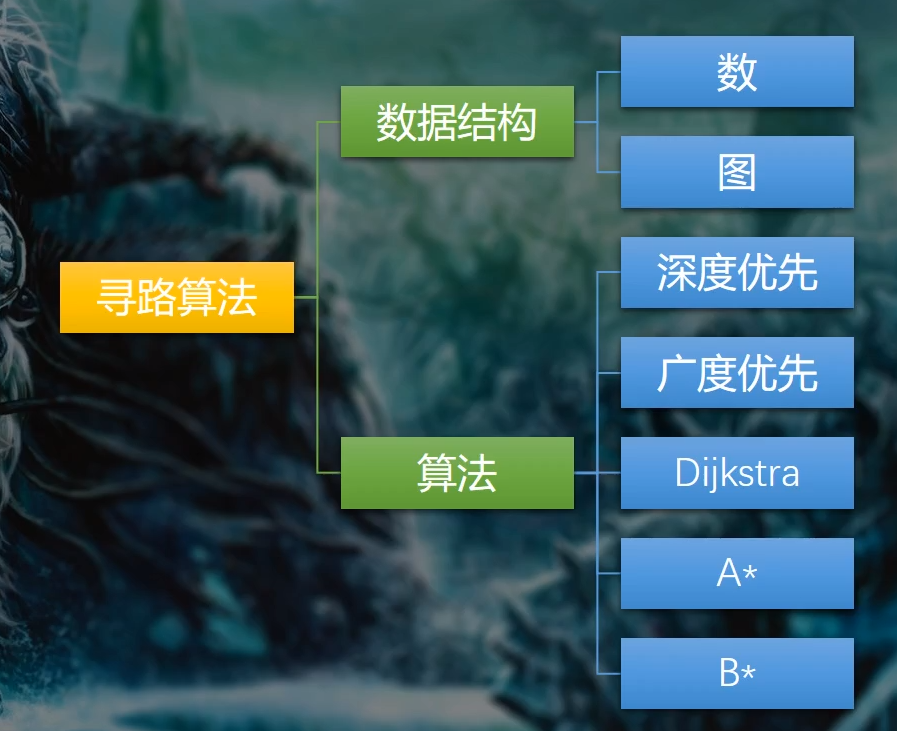 寻路算法
数据结构
数
图
算法
深度优先
广度优先
Dijkstra
A*
B*